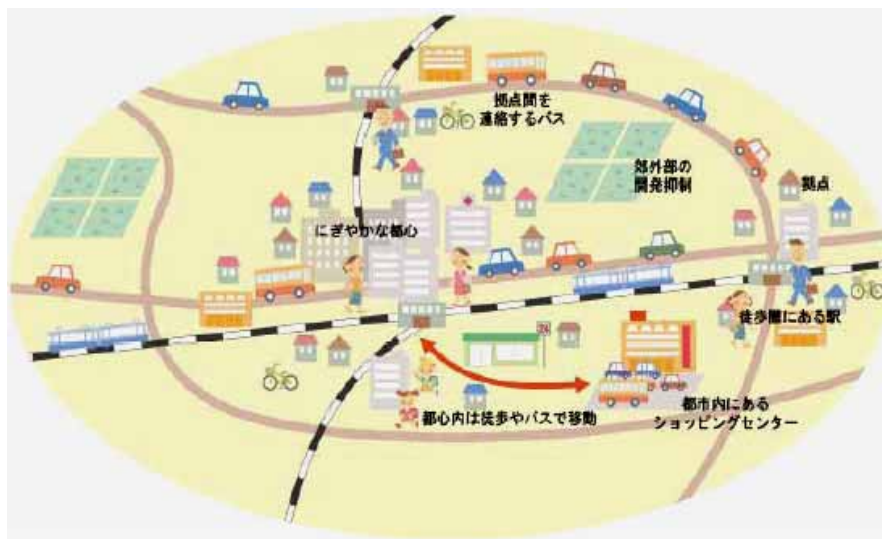 拠点間を
連絡するバス
郊外部の
開発抑制
拠点
にぎやかな都心
徒歩圏にある駅
24
都心内は徒歩やバスで移動
都市内にある
ショッピングセンター